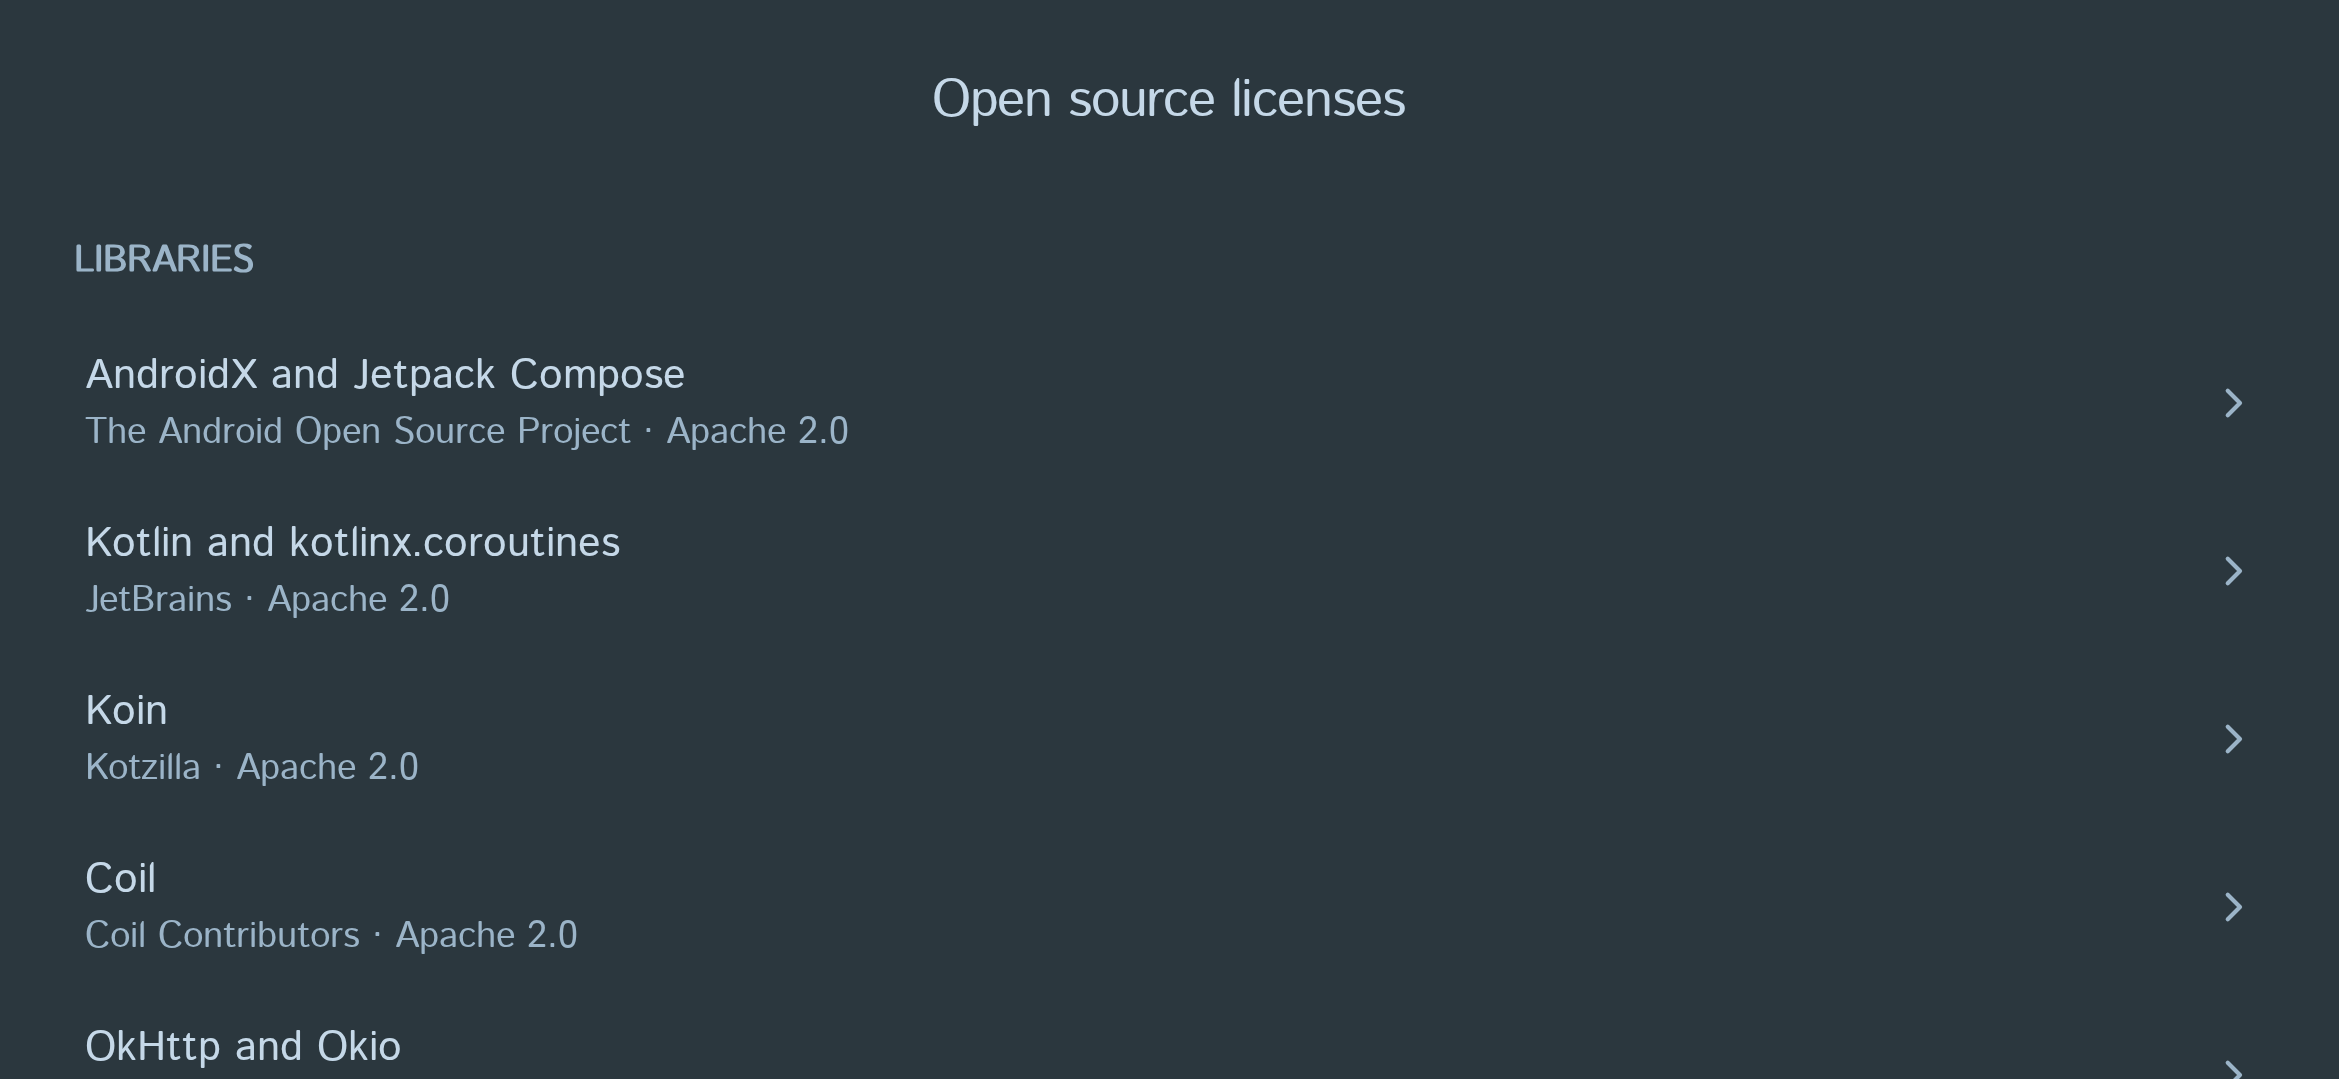 Open source licenses
LIBRARIES
AndroidX and Jetpack Compose
The Android Open Source Project · Apache 2.0
Kotlin and kotlinx.coroutines
JetBrains · Apache 2.0
Koin
Kotzilla · Apache 2.0
Coil
Coil Contributors · Apache 2.0
OkHttp and Okio